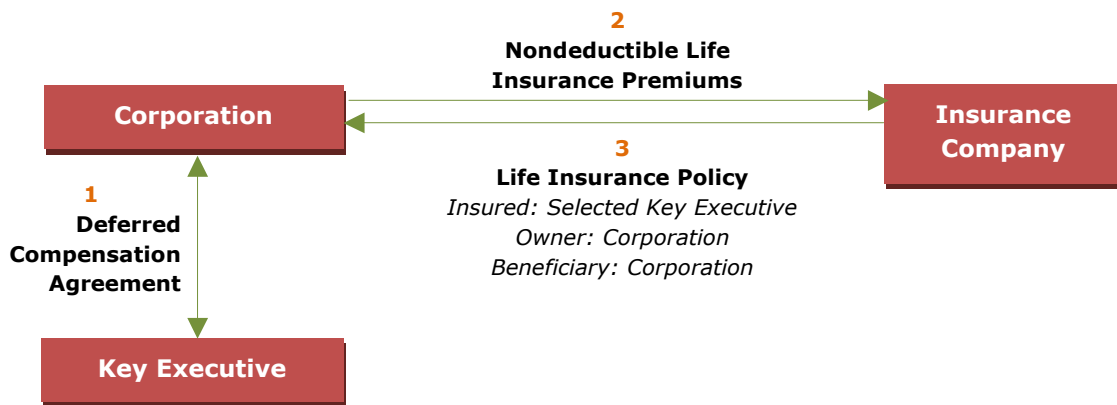 2
Nondeductible Life
Insurance Premiums
Corporation
Insurance
Company
3
Life Insurance Policy
Insured: Selected Key Executive
Owner: Corporation
Beneficiary: Corporation
1
Deferred
Compensation
Agreement
Key Executive